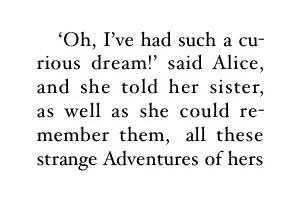 ‘Oh, I’ve had such a cu-
rious dream!’ said Alice,
and she told her sister,
as well as she could re-
member them, all these
strange Adventures of hers